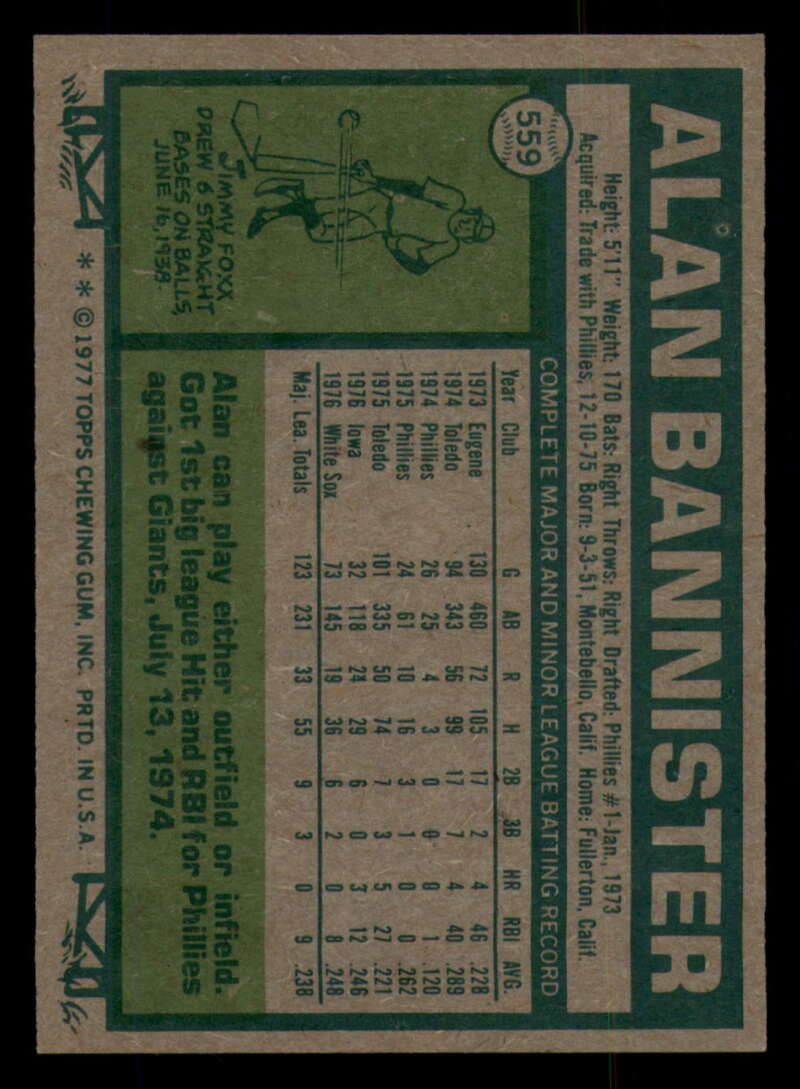 ALAN BANNISTER
Height: 5'11" Weight: 170 Bats: Right Throws: Right Drafted: Phillies #1-Jan., 1973
Acquired: Trade with Phillies, 12-10-75 Born: 9-3-51, Montebello, Calif. Home: Fullerton, Calif.
559
COMPLETE MAJOR AND MINOR LEAGUE BATTING RECORD
Year Club G AB R H 2B 3B HR RBI AVG.
1973 Eugene 130 460 72 105 17 2 4 46 .228
1974 Toledo 94 343 56 99 17 7 4 40 .289
1974 Phillies 26 25 4 3 0 0 0 1 .120
1975 Phillies 24 61 10 16 3 1 0 0 .262
1975 Toledo 101 335 50 74 7 3 5 27 .221
1976 Iowa 32 118 24 29 6 0 3 12 .246
1976 White Sox 73 145 19 36 6 2 0 8 .248
Maj. Lea. Totals 123 231 33 55 9 3 0 9 .238
JIMMY FOXX
DREW 6 STRAIGHT
BASES ON BALLS,
JUNE 16, 1938.
Alan can play either outfield or infield.
Got 1st big league Hit and RBI for Phillies
against Giants, July 13, 1974.
* * © 1977 TOPPS CHEWING GUM, INC. PRTD. IN U.S.A.